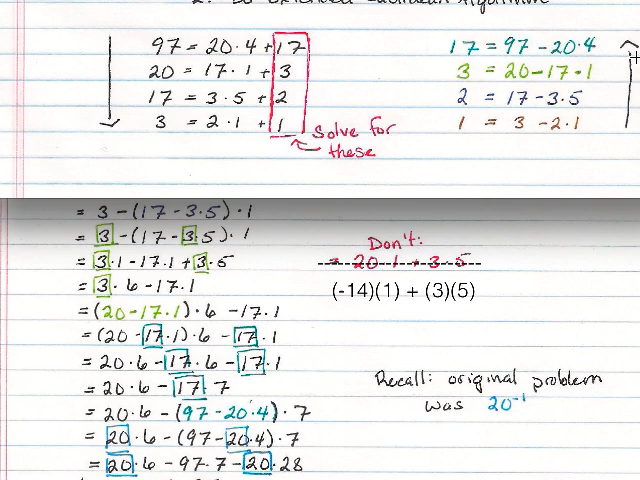 2. Do Extended Euclidean Algorithm
97 = 20·4 + 17
20 = 17·1 + 3
17 = 3·5 + 2
3 = 2·1 + 1
Solve for
these
17 = 97 - 20·4
3 = 20 - 17·1
2 = 17 - 3·5
1 = 3 - 2·1
= 3 - (17 - 3·5)·1
= 3 - (17 - 3·5)·1
= 3·1 - 17·1 + 3·5
= 3·6 - 17·1
= (20 - 17·1)·6 - 17·1
= (20 - 17·1)·6 - 17·1
= 20·6 - 17·6 - 17·1
= 20·6 - 17·7
= 20·6 - (97 - 20·4)·7
= 20·6 - (97 - 20·4)·7
= 20·6 - 97·7 - 20·28
Don't:
= 20·1 + 3·5
(-14)(1) + (3)(5)
Recall: original problem
was 20⁻¹